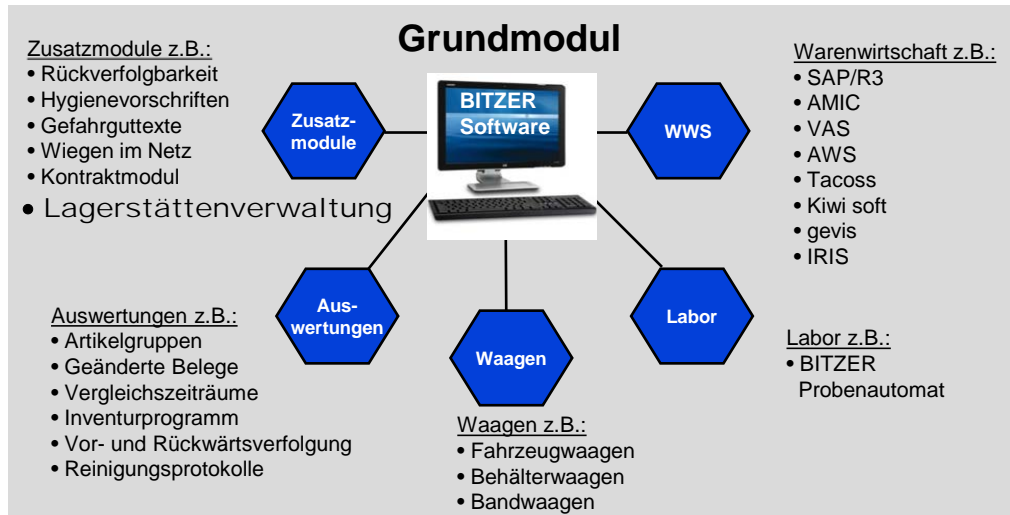 Grundmodul
Zusatzmodule z.B.:
• Rückverfolgbarkeit
• Hygienevorschriften
• Gefahrguttexte
• Wiegen im Netz
• Kontraktmodul
• Lagerstättenverwaltung
Zusatz-
module
BITZER
Software
WWS
Warenwirtschaft z.B.:
• SAP/R3
• AMIC
• VAS
• AWS
• Tacoss
• Kiwi soft
• gevis
• IRIS
Aus-
wertungen
Waagen
Labor
Auswertungen z.B.:
• Artikelgruppen
• Geänderte Belege
• Vergleichszeiträume
• Inventurprogramm
• Vor- und Rückwärtsverfolgung
• Reinigungsprotokolle
Waagen z.B.:
• Fahrzeugwaagen
• Behälterwaagen
• Bandwaagen
Labor z.B.:
• BITZER
Probenautomat